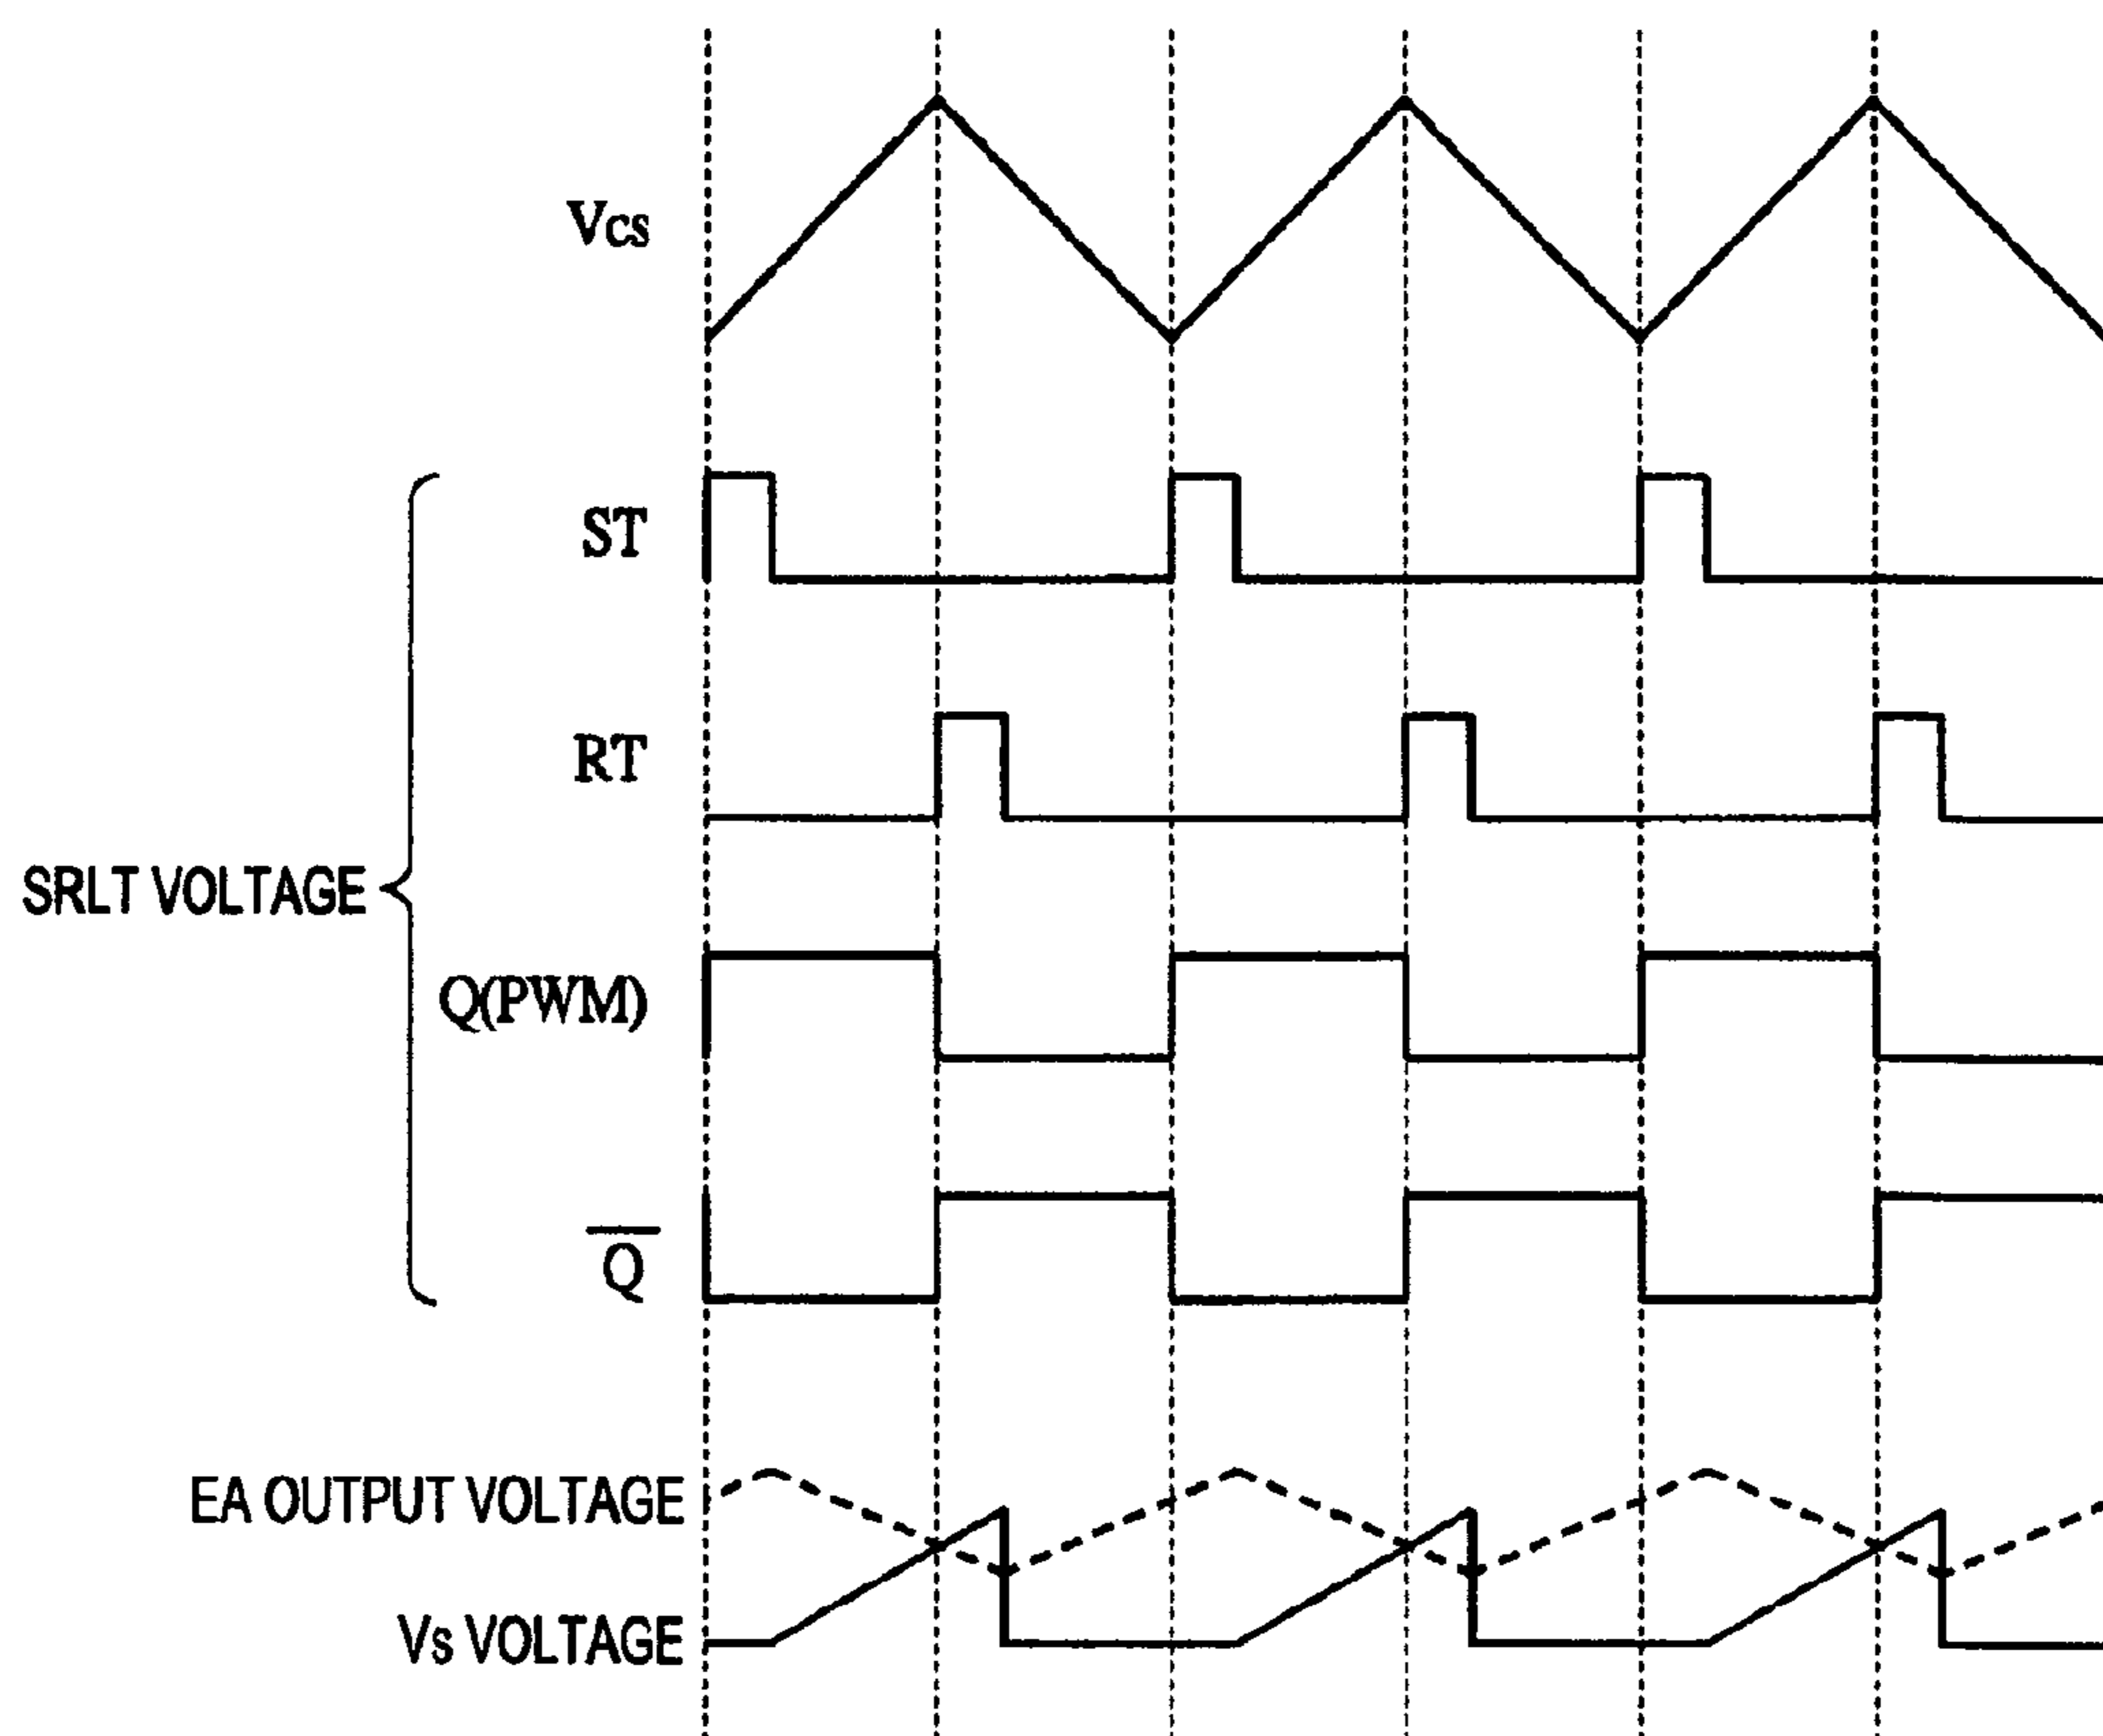 Vcs
ST
RT
SRLT VOLTAGE
Q(PWM)
Q̅
EA OUTPUT VOLTAGE
Vs VOLTAGE